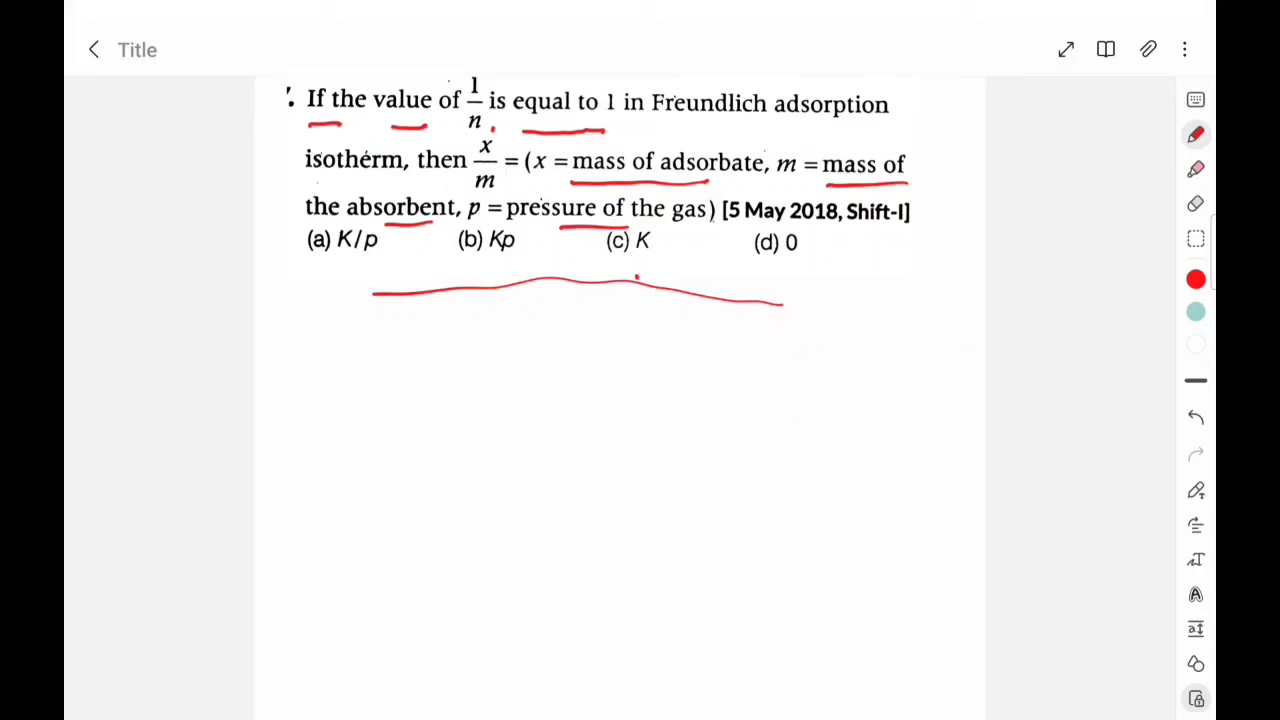 Title
If the value of 1/n is equal to 1 in Freundlich adsorption
isotherm, then x/m = (x = mass of adsorbate, m = mass of
the absorbent, p = pressure of the gas) [5 May 2018, Shift-I]
(a) K/p (b) Kp (c) K (d) 0